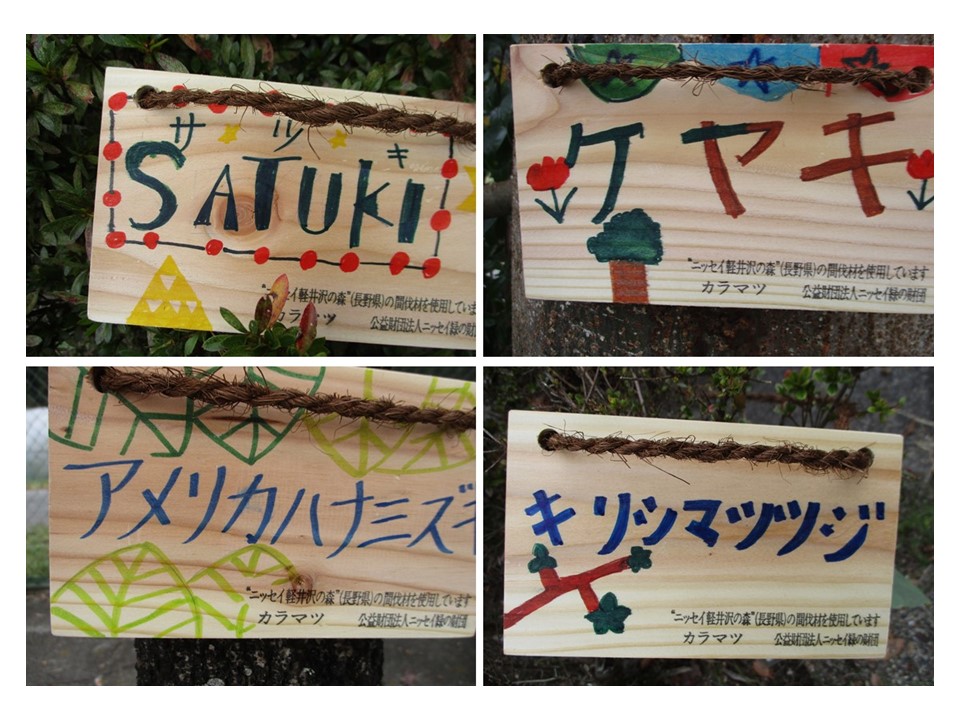 サツキ
SATUKI
"ニッセイ軽井沢の森"(長野県)の間伐材を使用していま
カラマツ 公益財団法人ニッセイ緑の財
ケヤキ
"ニッセイ軽井沢の森"(長野県)の間伐材を使用しています
カラマツ 公益財団法人ニッセイ緑の財団
アメリカハナミズキ
"ニッセイ軽井沢の森"(長野県)の間伐材を使用しています
カラマツ 公益財団法人ニッセイ緑の財団
キリシマツツジ
"ニッセイ軽井沢の森"(長野県)の間伐材を使用しています
カラマツ 公益財団法人ニッセイ緑の財団